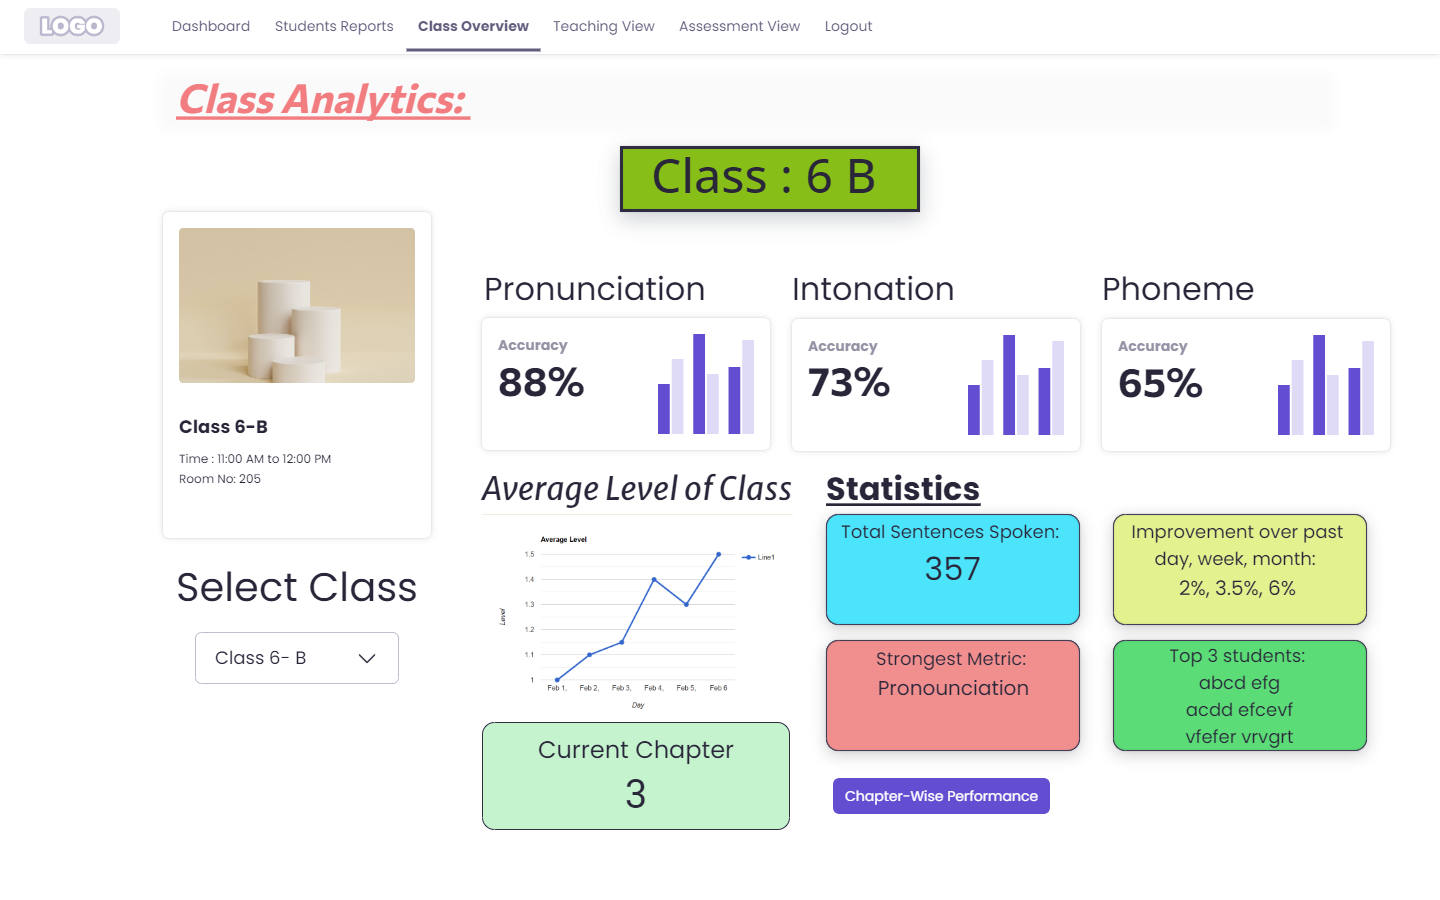 LOGO
Dashboard
Students Reports
Class Overview
Teaching View
Assessment View
Logout
Class Analytics:
Class : 6 B
Class 6-B
Time : 11:00 AM to 12:00 PM
Room No: 205
Select Class
Class 6- B
Pronunciation
Accuracy
88%
Intonation
Accuracy
73%
Phoneme
Accuracy
65%
Average Level of Class
Average Level
Line1
1.5
1.4
1.3
1.2
1.1
1
Level
Feb 1, Feb 2, Feb 3, Feb 4, Feb 5, Feb 6
Day
Current Chapter
3
Statistics
Total Sentences Spoken:
357
Improvement over past
day, week, month:
2%, 3.5%, 6%
Strongest Metric:
Pronounciation
Top 3 students:
abcd efg
acdd efcevf
vfefer vrvgrt
Chapter-Wise Performance